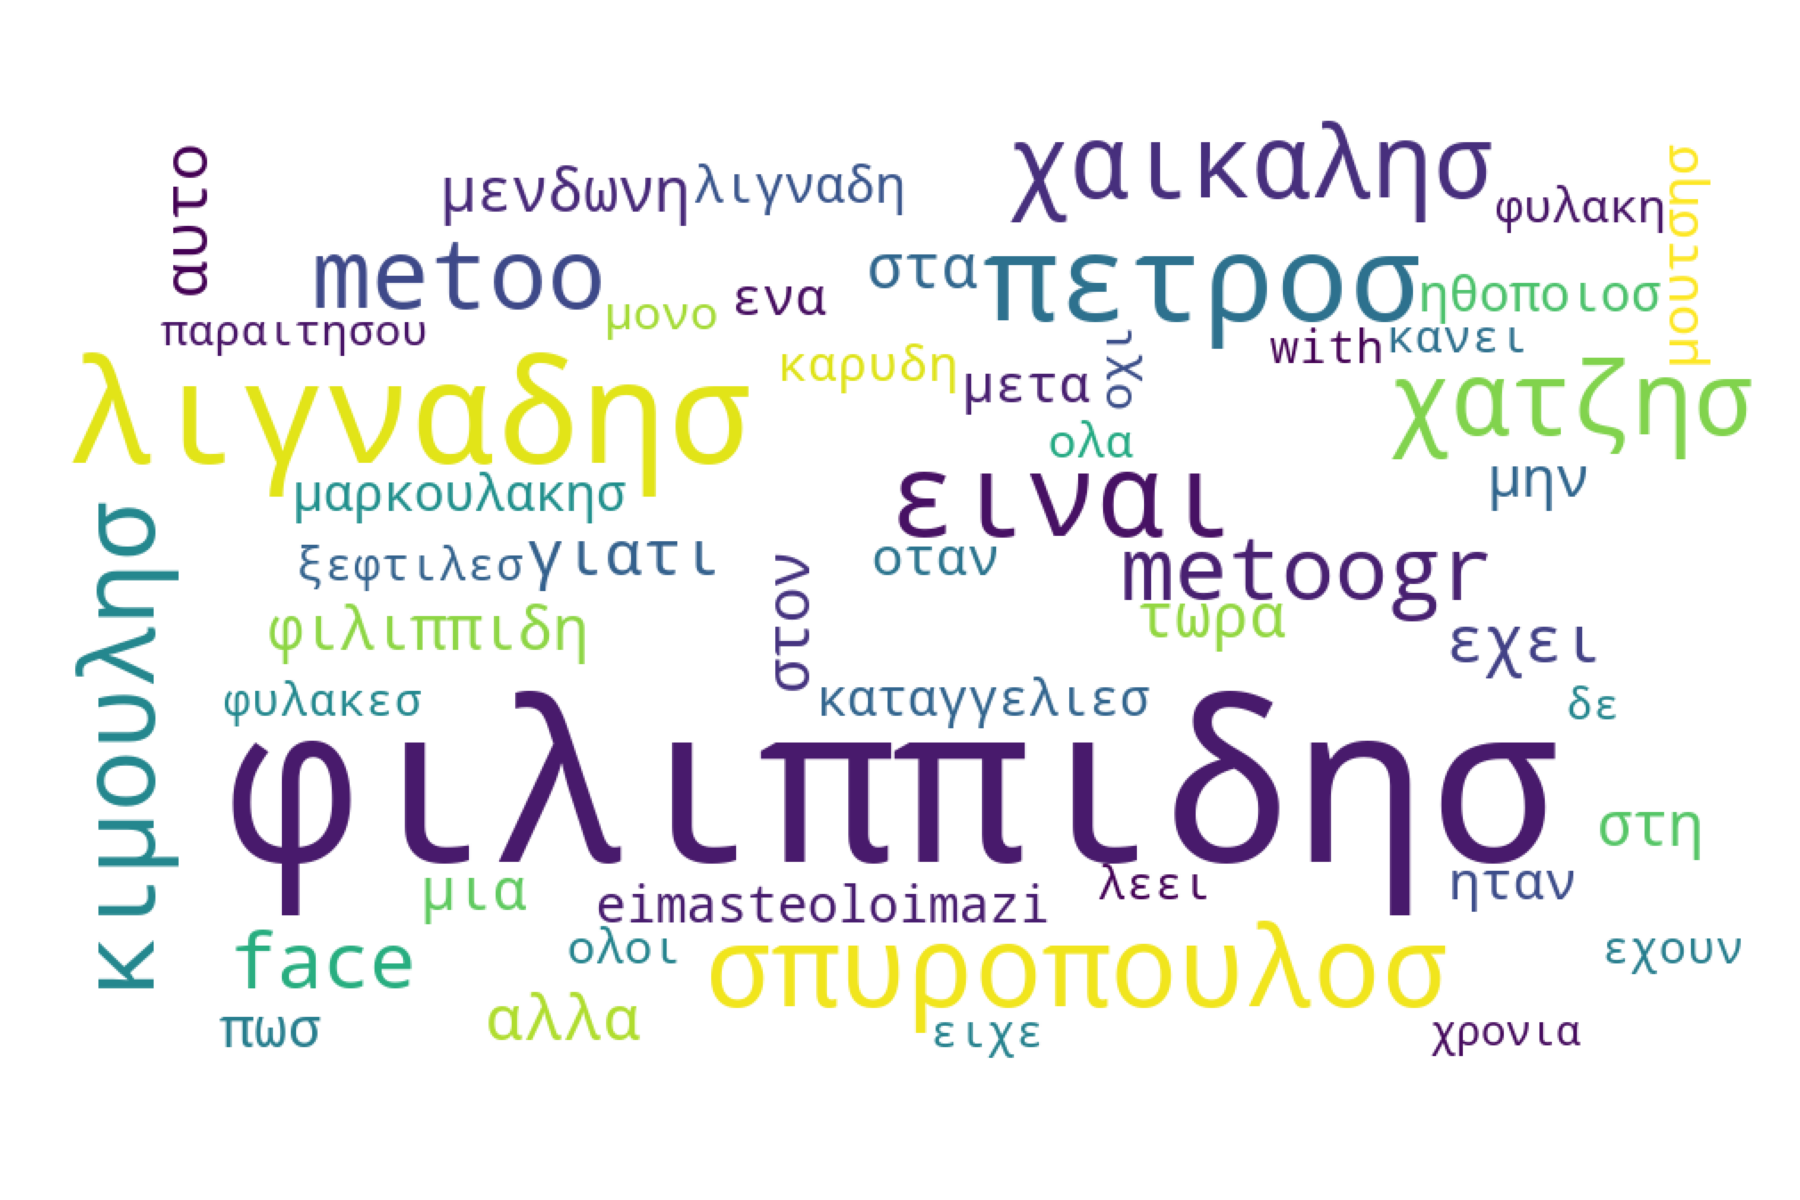 αυτο
μενδωνη
λιγναδη
χαικαλησ
φυλακη
μουτσησ
metoo
μονο
ενα
στα
πετροσ
ηθοποιοσ
παραιτησου
with
κανει
λιγναδησ
καρυδη
μετα
οχι
χατζησ
ολα
μαρκουλακησ
ειναι
μην
κιμουλησ
ξεφτιλεσ
γιατι
στον
οταν
metoogr
φιλιππιδη
τωρα
εχει
φυλακεσ
καταγγελιεσ
δε
φιλιππιδησ
στη
μια
eimasteoloimazi
λεει
ηταν
face
ολοι
σπυροπουλοσ
εχουν
πωσ
αλλα
ειχε
χρονια